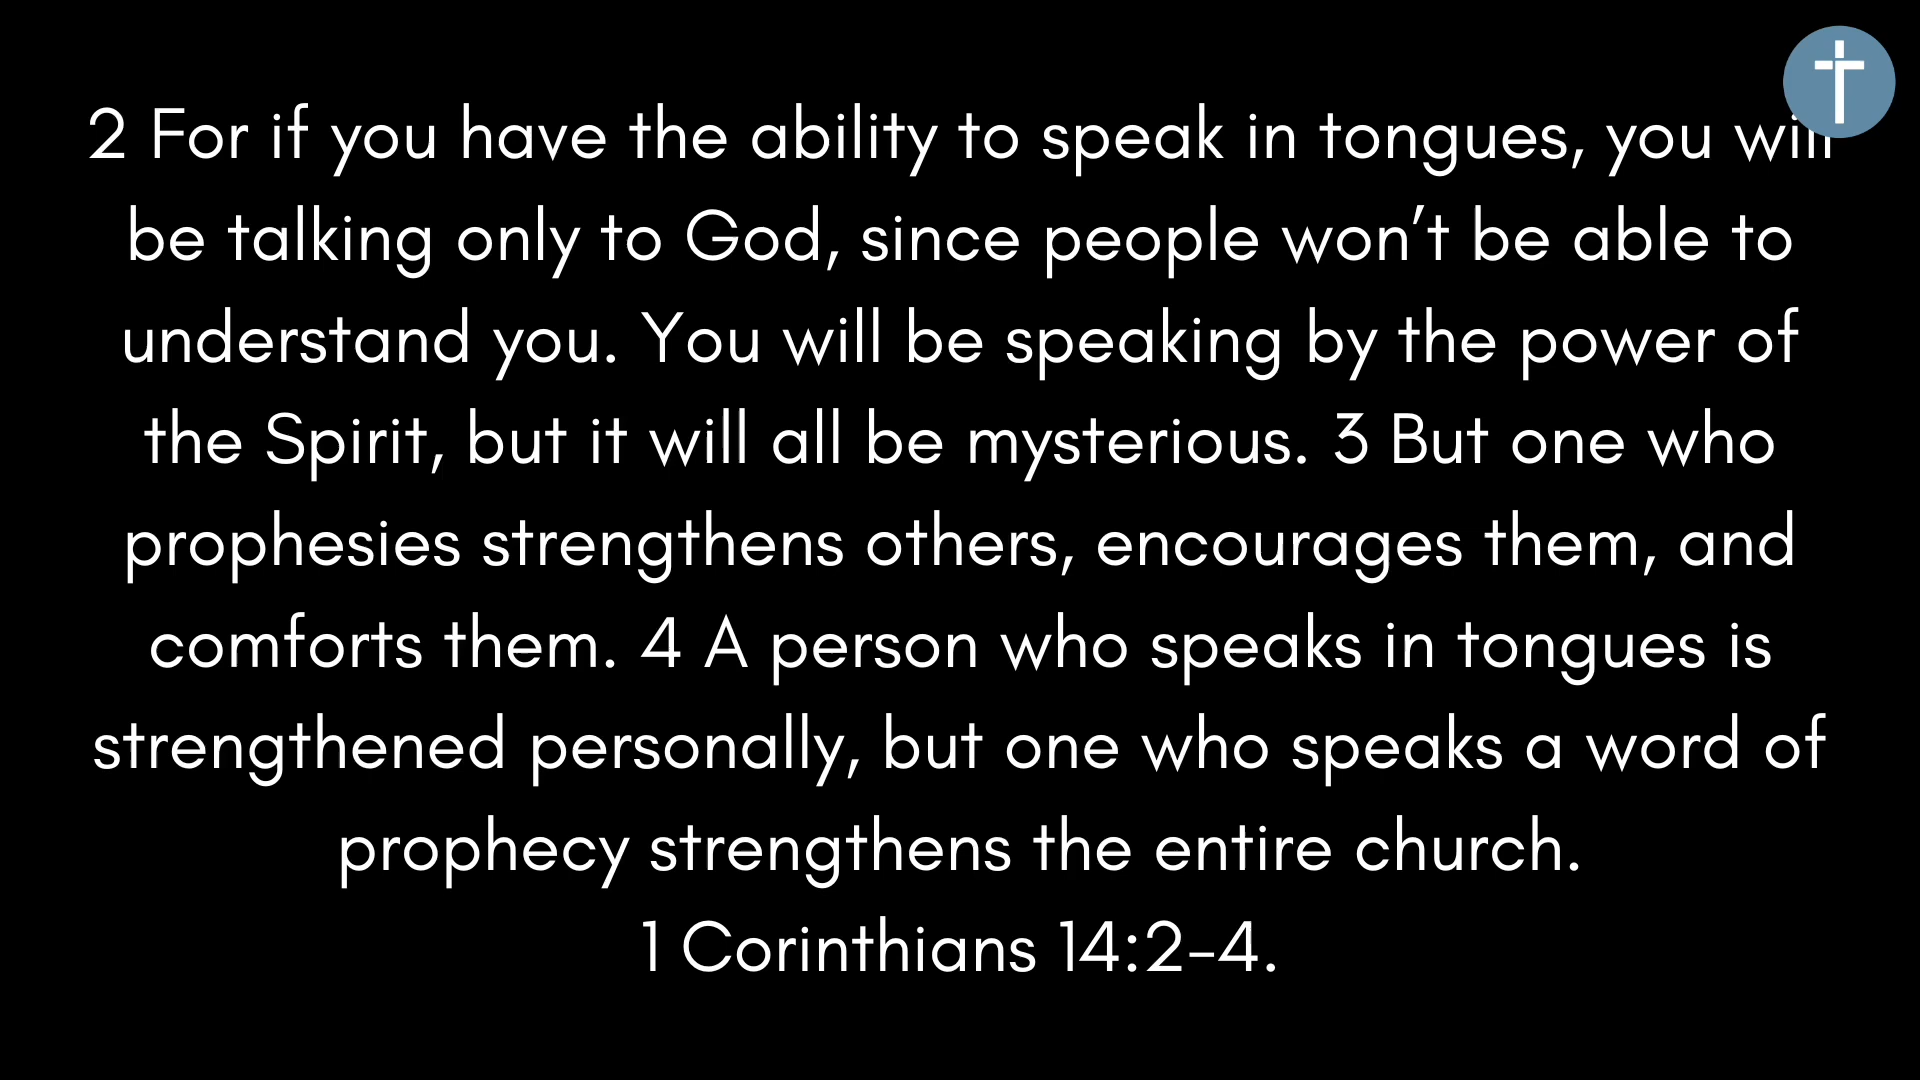 2 For if you have the ability to speak in tongues, you will
be talking only to God, since people won’t be able to
understand you. You will be speaking by the power of
the Spirit, but it will all be mysterious. 3 But one who
prophesies strengthens others, encourages them, and
comforts them. 4 A person who speaks in tongues is
strengthened personally, but one who speaks a word of
prophecy strengthens the entire church.
1 Corinthians 14:2–4.